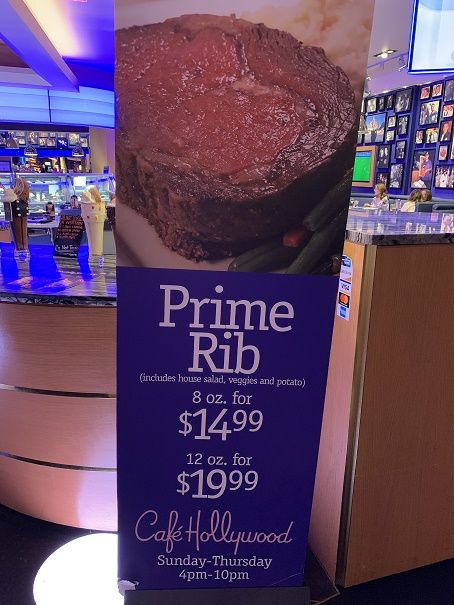 Prime
Rib
(includes house salad, veggies and potato)
8 oz. for
$14.99
12 oz. for
$19.99
Café Hollywood
Sunday-Thursday
4pm-10pm
VISA